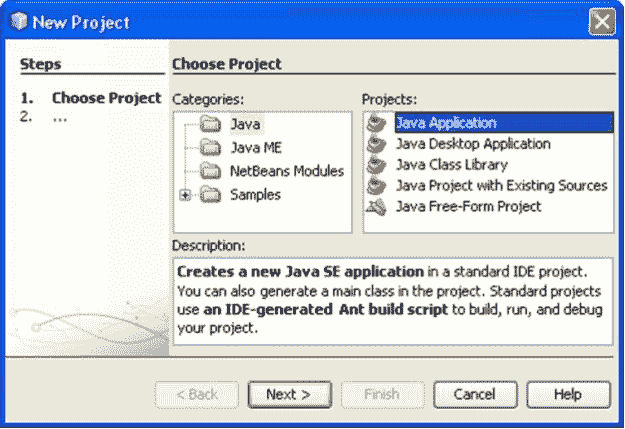 New Project
Steps
1. Choose Project
2. ...
Choose Project
Categories:
Java
Java ME
NetBeans Modules
Samples
Projects:
Java Application
Java Desktop Application
Java Class Library
Java Project with Existing Sources
Java Free-Form Project
Description:
Creates a new Java SE application in a standard IDE project.
You can also generate a main class in the project. Standard projects
use an IDE-generated Ant build script to build, run, and debug
your project.
< Back
Next >
Finish
Cancel
Help